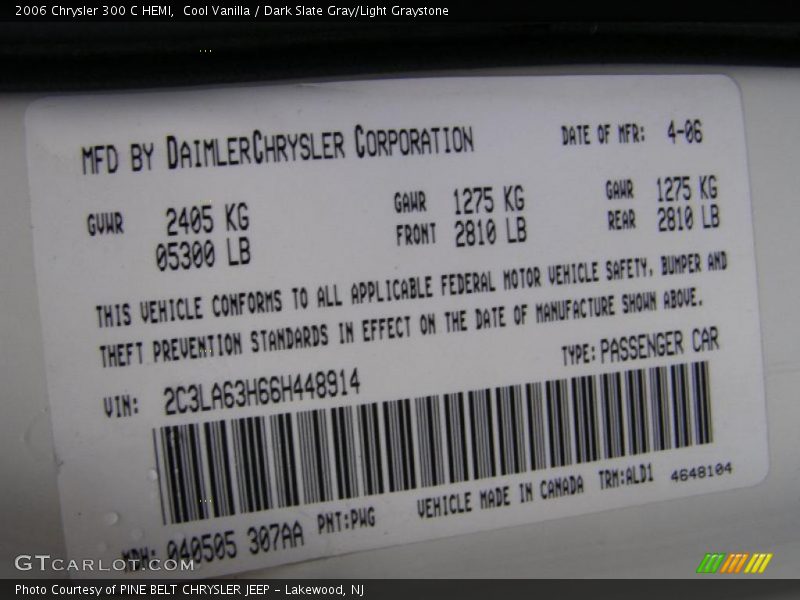 2006 Chrysler 300 C HEMI, Cool Vanilla / Dark Slate Gray/Light Graystone
MFD BY DAIMLERCHRYSLER CORPORATION DATE OF MFR: 4-06
GVWR 2405 KG GAWR 1275 KG GAWR 1275 KG
05300 LB FRONT 2810 LB REAR 2810 LB
THIS VEHICLE CONFORMS TO ALL APPLICABLE FEDERAL MOTOR VEHICLE SAFETY, BUMPER AND
THEFT PREVENTION STANDARDS IN EFFECT ON THE DATE OF MANUFACTURE SHOWN ABOVE.
VIN: 2C3LA63H66H448914 TYPE: PASSENGER CAR
MDH: 040505 307AA PNT:PWG VEHICLE MADE IN CANADA TRM:ALD1 4648104
GTCARLOT.COM
Photo Courtesy of PINE BELT CHRYSLER JEEP - Lakewood, NJ